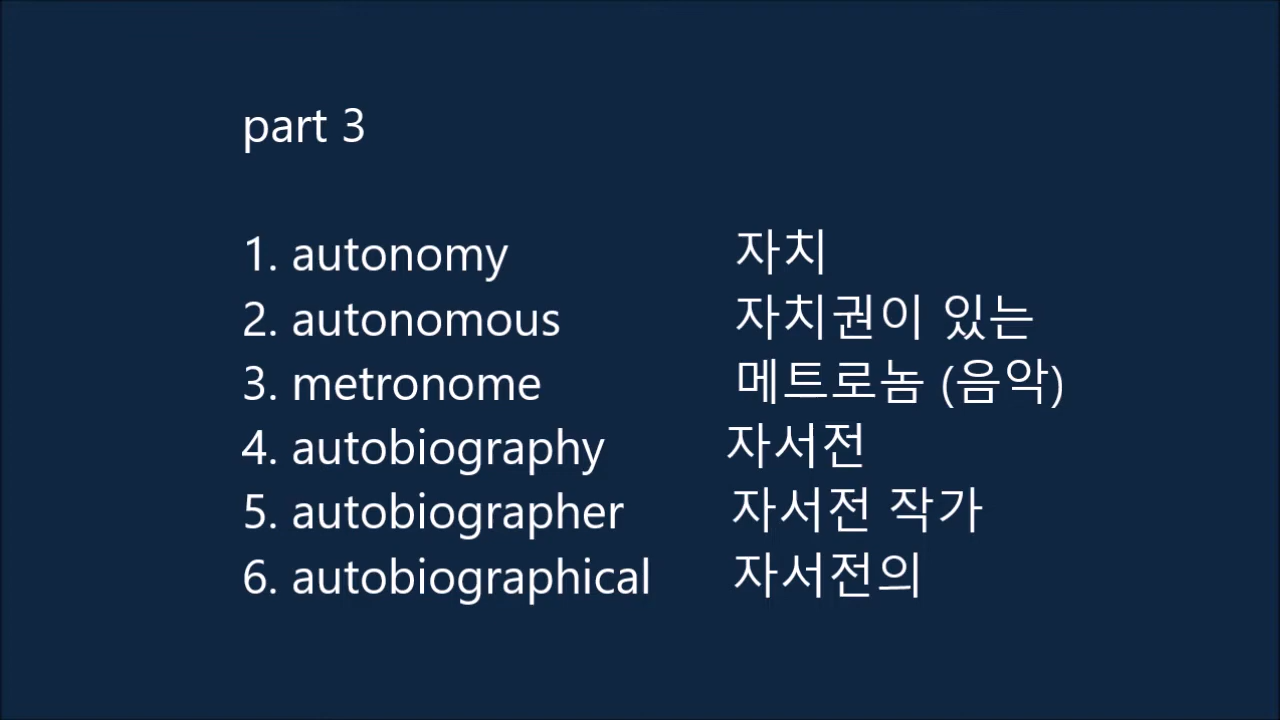 part 3
1. autonomy 자치
2. autonomous 자치권이 있는
3. metronome 메트로놈 (음악)
4. autobiography 자서전
5. autobiographer 자서전 작가
6. autobiographical 자서전의